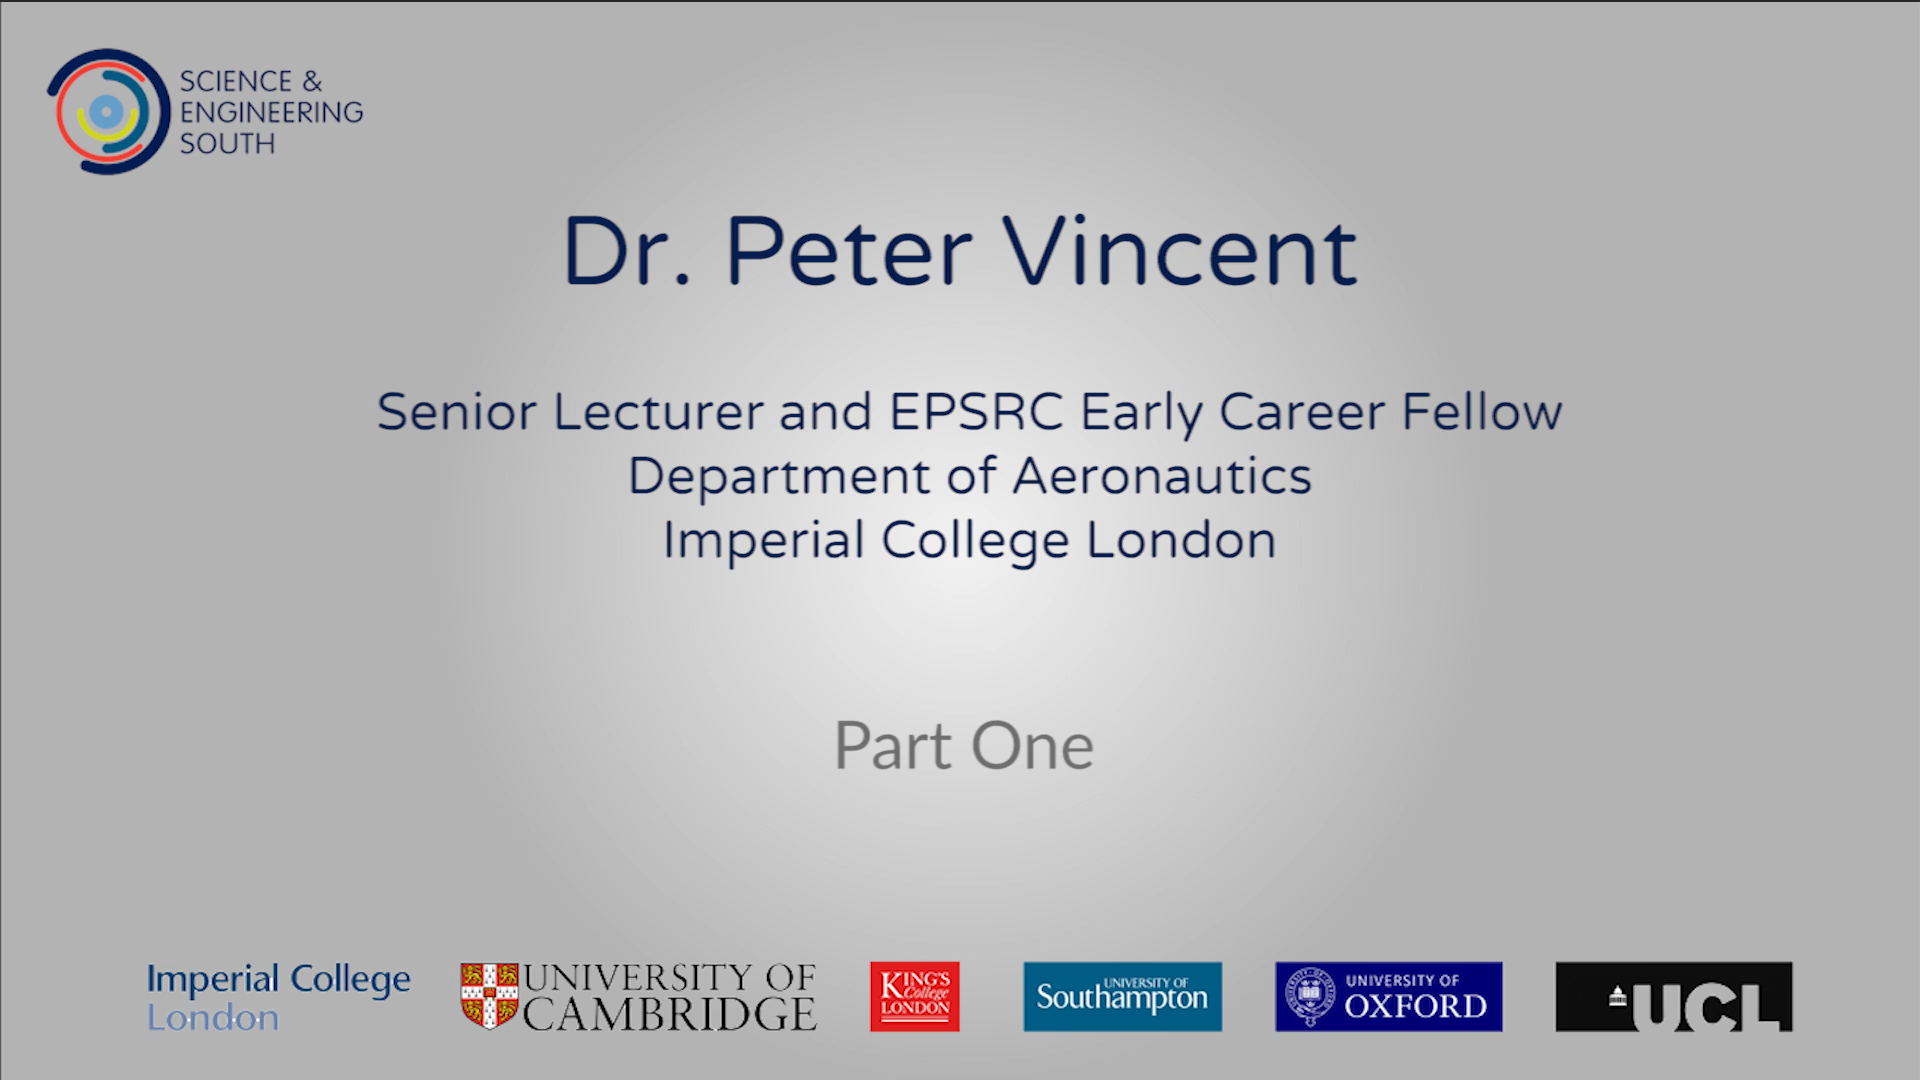 SCIENCE &
ENGINEERING
SOUTH
Dr. Peter Vincent
Senior Lecturer and EPSRC Early Career Fellow
Department of Aeronautics
Imperial College London
Part One
Imperial College
London
UNIVERSITY OF
CAMBRIDGE
KING'S
College
LONDON
UNIVERSITY OF
Southampton
UNIVERSITY OF
OXFORD
UCL